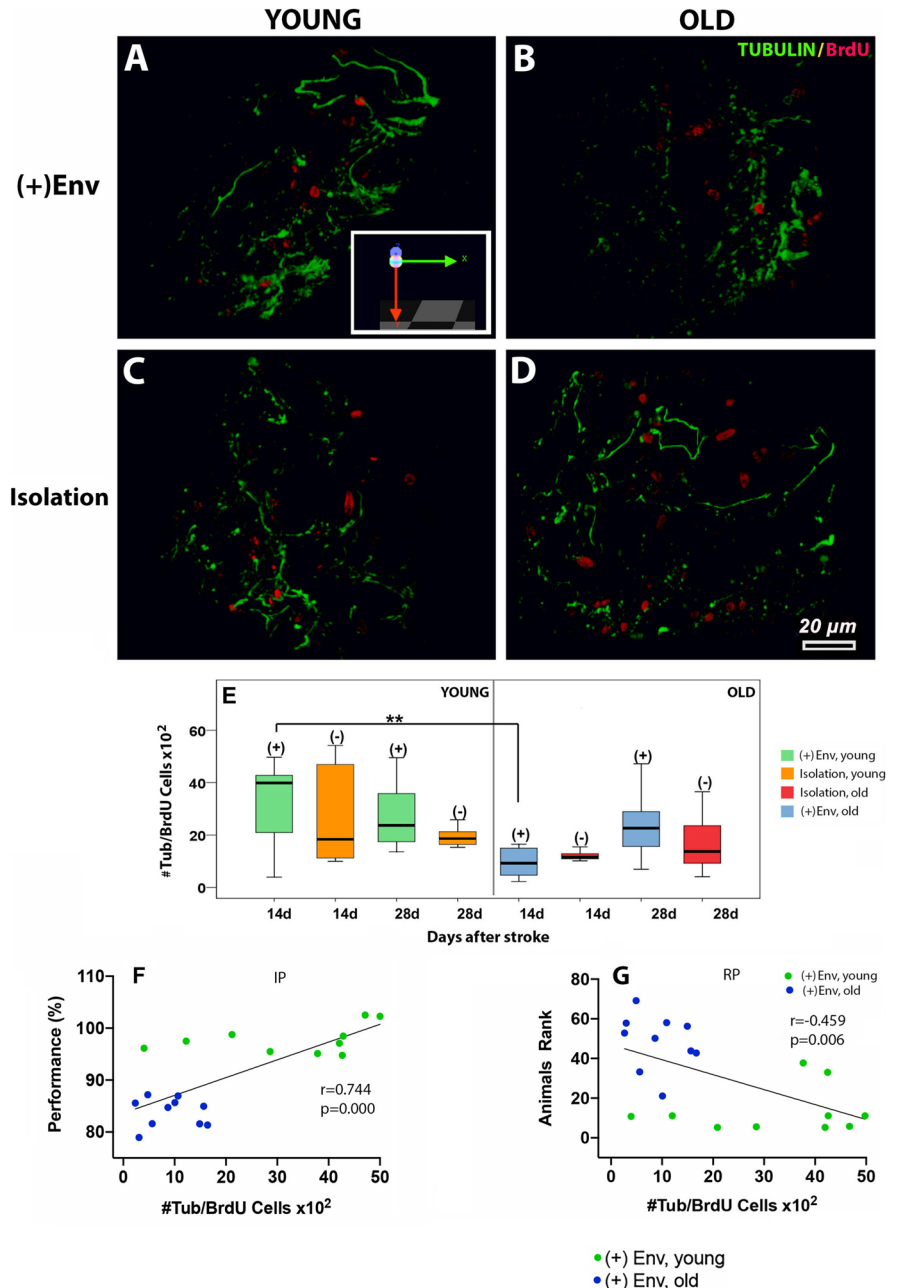 YOUNG OLD
A
B
TUBULIN/BrdU
(+)Env
x
C
D
Isolation
20 µm
E
YOUNG
OLD
#Tub/BrdU Cells x10²
60
40
20
0
**
(+)
(-)
(+)
(-)
(+)
(-)
(+)
(-)
14d 14d 28d 28d 14d 14d 28d 28d
Days after stroke
(+)Env, young
Isolation, young
Isolation, old
(+)Env, old
F
IP
Performance (%)
110
100
90
80
r=0.744
p=0.000
0 10 20 30 40 50
#Tub/BrdU Cells x10²
G
RP
(+)Env, young
(+)Env, old
Animals Rank
80
60
40
20
0
r=-0.459
p=0.006
0 10 20 30 40 50
#Tub/BrdU Cells x10²
(+) Env, young
(+) Env, old